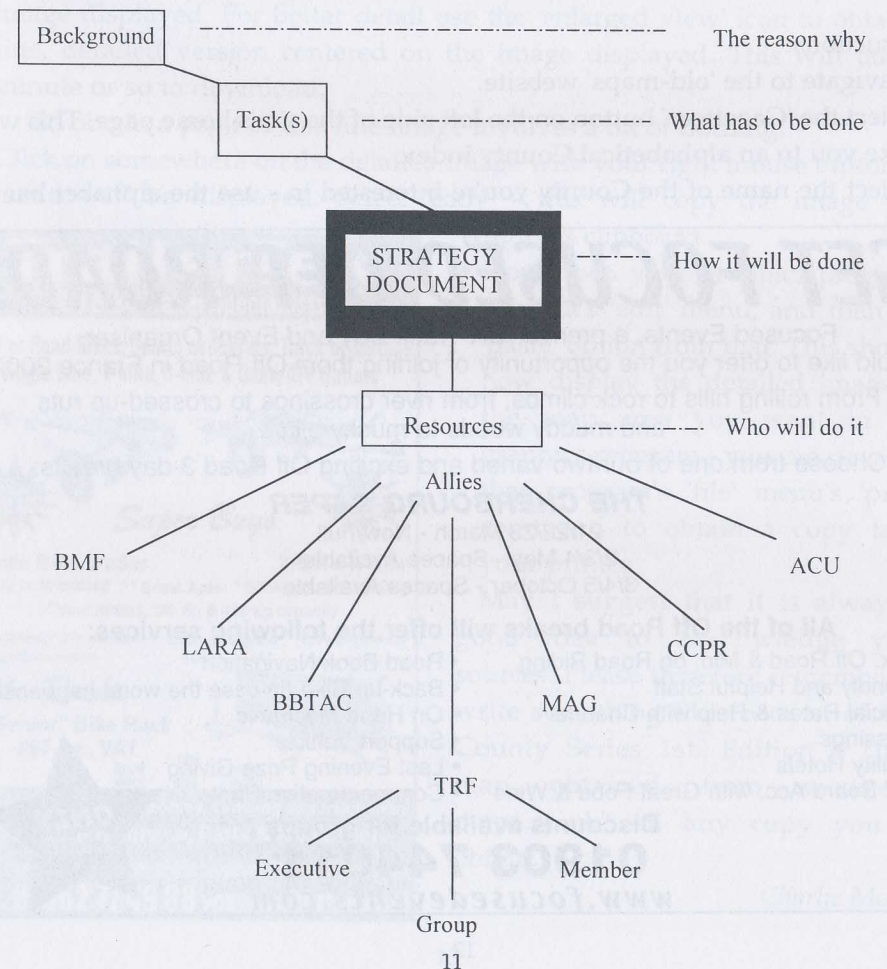 Background
The reason why
Task(s)
What has to be done
STRATEGY
DOCUMENT
How it will be done
Resources
Who will do it
Allies
BMF
ACU
LARA
CCPR
BBTAC
MAG
TRF
Executive
Member
Group
11